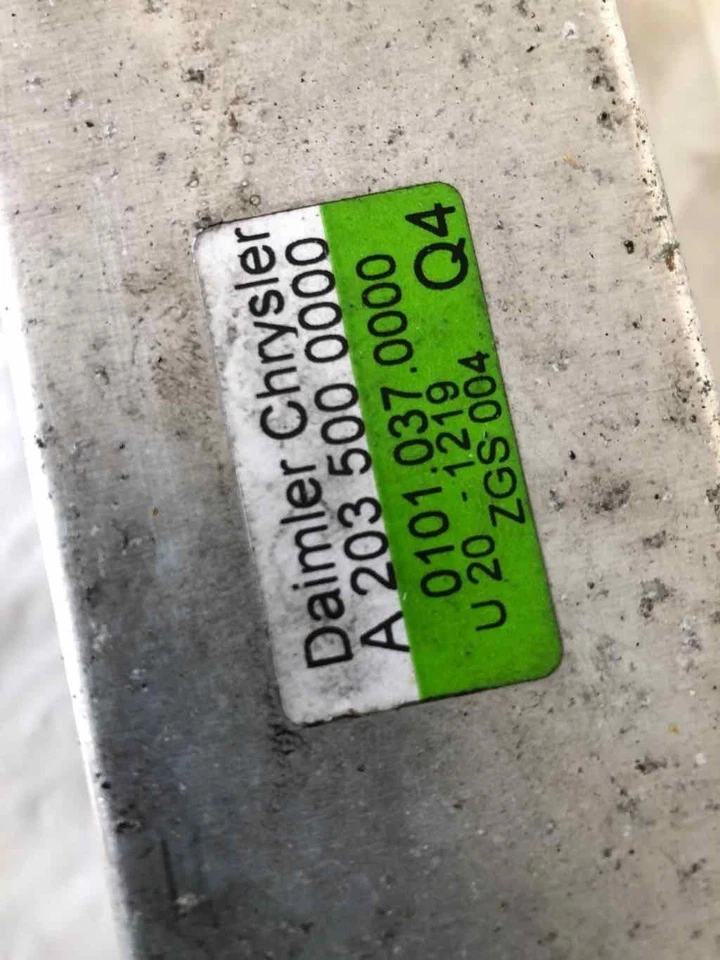 Daimler Chrysler
A 203 500 0000
0101.037.0000 Q4
U 20 - 1219
ZGS 004